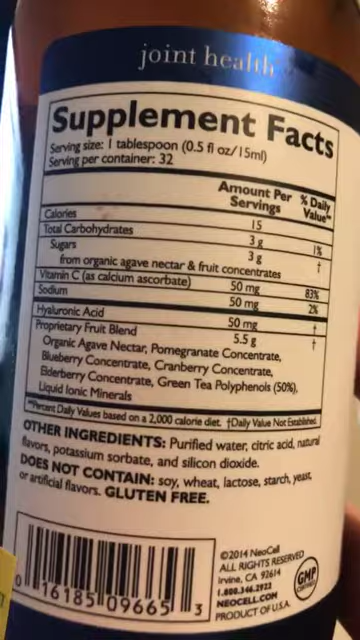 joint health
Supplement Facts
Serving size: 1 tablespoon (0.5 fl oz/15ml)
Serving per container: 32
Amount Per Servings % Daily Value**
Calories 15
Total Carbohydrates 3 g 1%
Sugars 3 g †
from organic agave nectar & fruit concentrates
Vitamin C (as calcium ascorbate) 50 mg 83%
Sodium 50 mg 2%
Hyaluronic Acid 50 mg †
Proprietary Fruit Blend 5.5 g †
Organic Agave Nectar, Pomegranate Concentrate,
Blueberry Concentrate, Cranberry Concentrate,
Elderberry Concentrate, Green Tea Polyphenols (50%),
Liquid Ionic Minerals
**Percent Daily Values based on a 2,000 calorie diet. †Daily Value Not Established.
OTHER INGREDIENTS: Purified water, citric acid, natural
flavors, potassium sorbate, and silicon dioxide.
DOES NOT CONTAIN: soy, wheat, lactose, starch, yeast,
or artificial flavors. GLUTEN FREE.
©2014 NeoCell
ALL RIGHTS RESERVED
Irvine, CA 92614
1.800.346.2922
NEOCELL.COM
PRODUCT OF U.S.A.
GMP
0 16185 09665 3